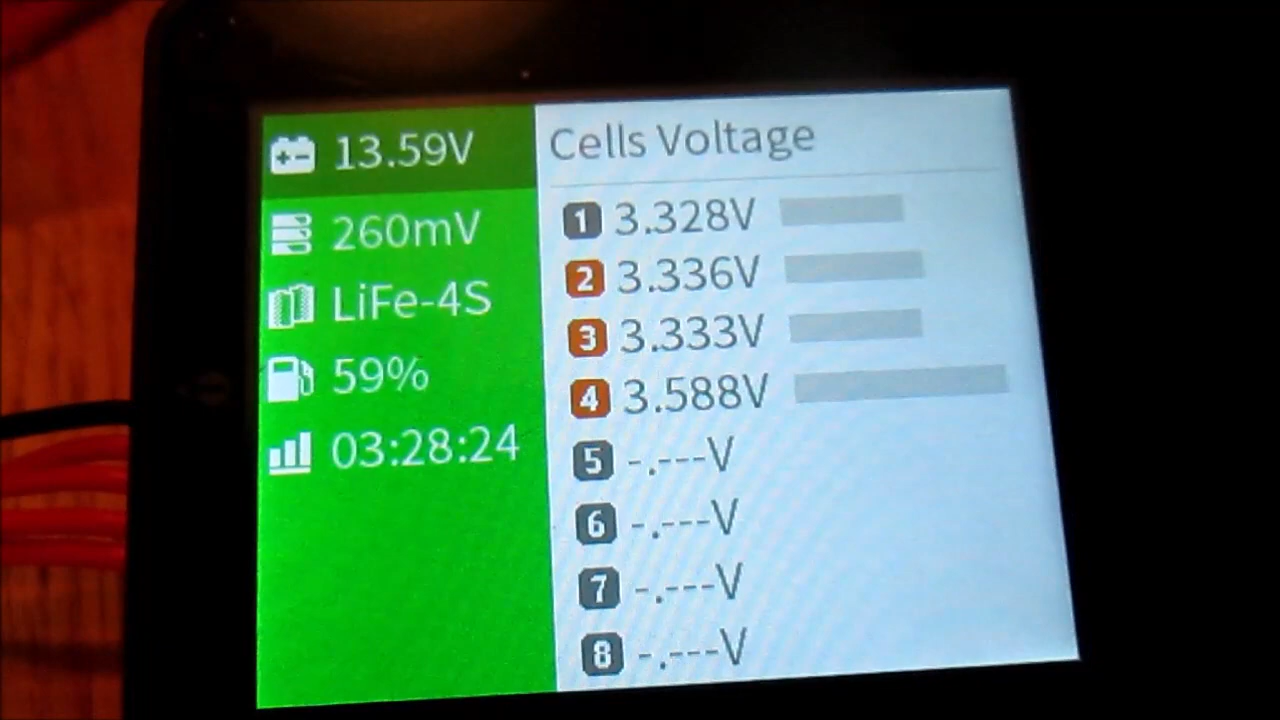 13.59V
260mV
LiFe-4S
59%
03:28:24
Cells Voltage
1 3.328V
2 3.336V
3 3.333V
4 3.588V
5 -.---V
6 -.---V
7 -.---V
8 -.---V